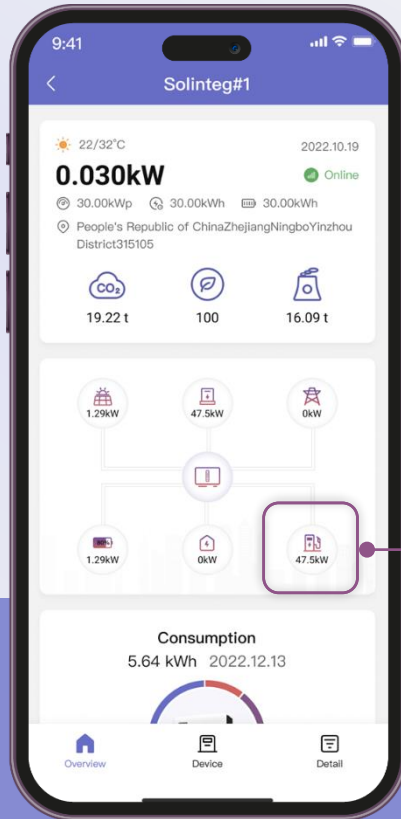 9:41
Solinteg#1
22/32°C 2022.10.19
0.030kW Online
30.00kWp 30.00kWh 30.00kWh
People's Republic of ChinaZhejiangNingboYinzhou
District315105
CO₂
19.22 t 100 16.09 t
1.29kW 47.5kW 0kW
90%
1.29kW 0kW 47.5kW
Consumption
5.64 kWh 2022.12.13
Overview Device Detail